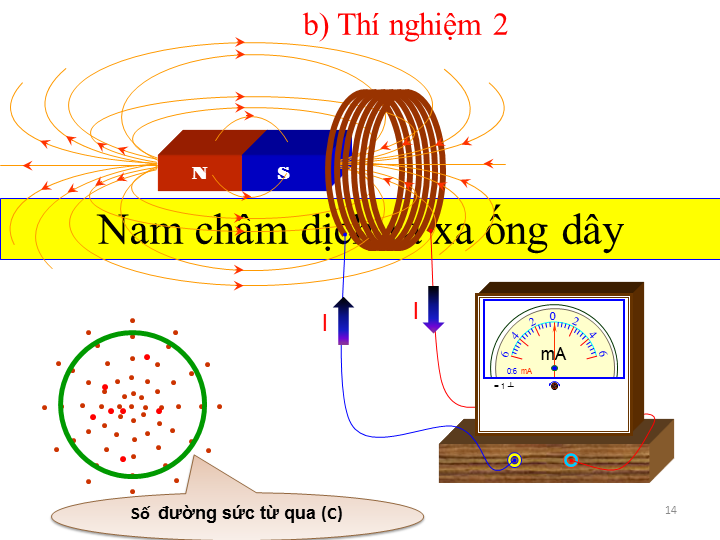 b) Thí nghiệm 2
N S
Nam châm dịch xa ống dây
I I
6 4 2 0 2 4 6
mA
0.6 mA
1
Số đường sức từ qua (C)
14